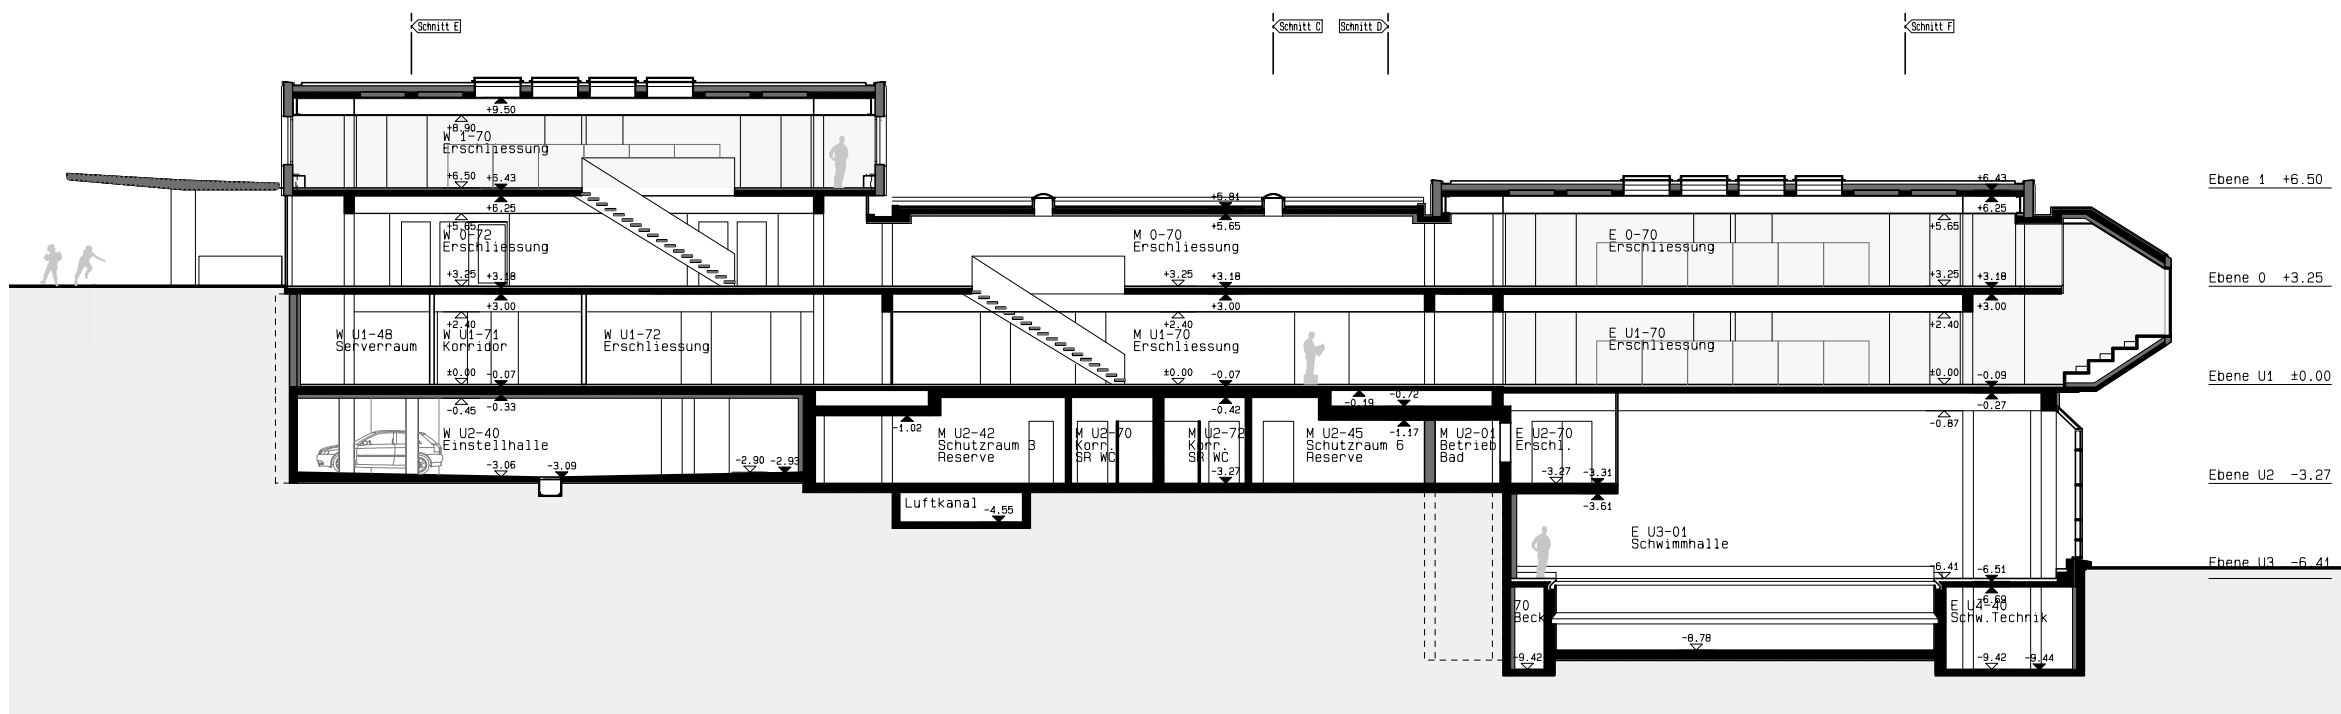 Schnitt E
Schnitt C
Schnitt D
Schnitt F
+9.50
+8.90
W 1-70
Erschliessung
+6.50
+6.43
+6.25
+5.65
W 0-72
Erschliessung
+3.25
+3.18
+3.00
+2.40
W U1-48
Serverraum
W U1-71
Korridor
W U1-72
Erschliessung
±0.00
-0.07
-0.33
-0.45
W U2-40
Einstellhalle
-3.06
-3.09
-2.90
-2.93
+5.81
+5.65
M 0-70
Erschliessung
+3.25
+3.18
+3.00
+2.40
M U1-70
Erschliessung
±0.00
-0.07
-0.42
-0.19
-0.72
-1.02
-1.17
M U2-42
Schutzraum 3
Reserve
M U2-70
Korr.
SR WC
M U2-72
Korr.
SR WC
-3.27
M U2-45
Schutzraum 6
Reserve
M U2-01
Betrieb
Bad
Luftkanal
-4.55
+6.43
+6.25
+5.65
E 0-70
Erschliessung
+3.25
+3.18
+3.00
+2.40
E U1-70
Erschliessung
±0.00
-0.09
-0.27
-0.87
E U2-70
Erschl.
-3.27
-3.31
-3.61
E U3-01
Schwimmhalle
-6.41
-6.51
-6.69
70
Beck
E U4-40
Schw.Technik
-8.78
-9.42
-9.42
-9.44
Ebene 1 +6.50
Ebene 0 +3.25
Ebene U1 ±0.00
Ebene U2 -3.27
Ebene U3 -6.41